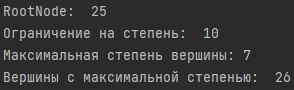 RootNode:  25
Ограничение на степень:  10
Максимальная степень вершины: 7
Вершины с максимальной степенью:  26